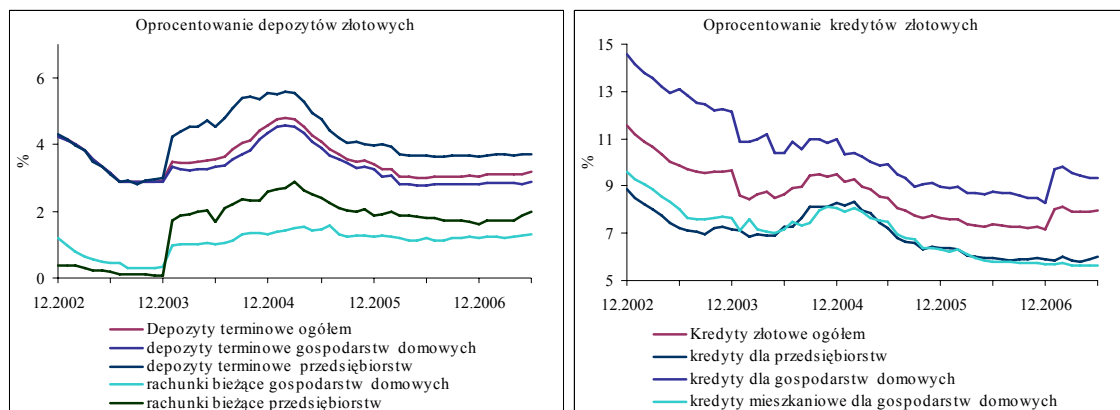 Oprocentowanie depozytów złotowych
6
4
2
0
%
12.2002 12.2003 12.2004 12.2005 12.2006
Depozyty terminowe ogółem
depozyty terminowe gospodarstw domowych
depozyty terminowe przedsiębiorstw
rachunki bieżące gospodarstw domowych
rachunki bieżące przedsiębiorstw
Oprocentowanie kredytów złotowych
15
13
11
9
7
5
%
12.2002 12.2003 12.2004 12.2005 12.2006
Kredyty złotowe ogółem
kredyty dla przedsiębiorstw
kredyty dla gospodarstw domowych
kredyty mieszkaniowe dla gospodarstw domowych